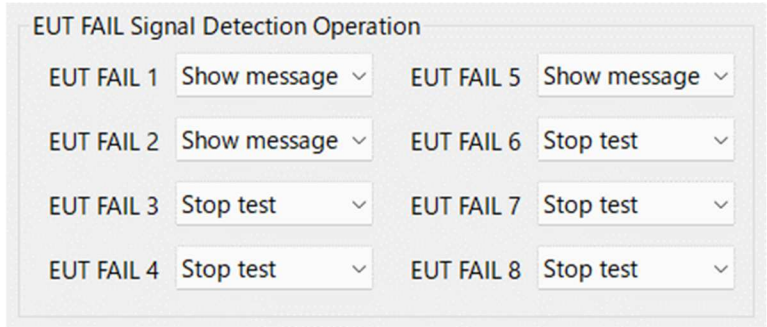 EUT FAIL Signal Detection Operation
EUT FAIL 1 Show message EUT FAIL 5 Show message
EUT FAIL 2 Show message EUT FAIL 6 Stop test
EUT FAIL 3 Stop test EUT FAIL 7 Stop test
EUT FAIL 4 Stop test EUT FAIL 8 Stop test